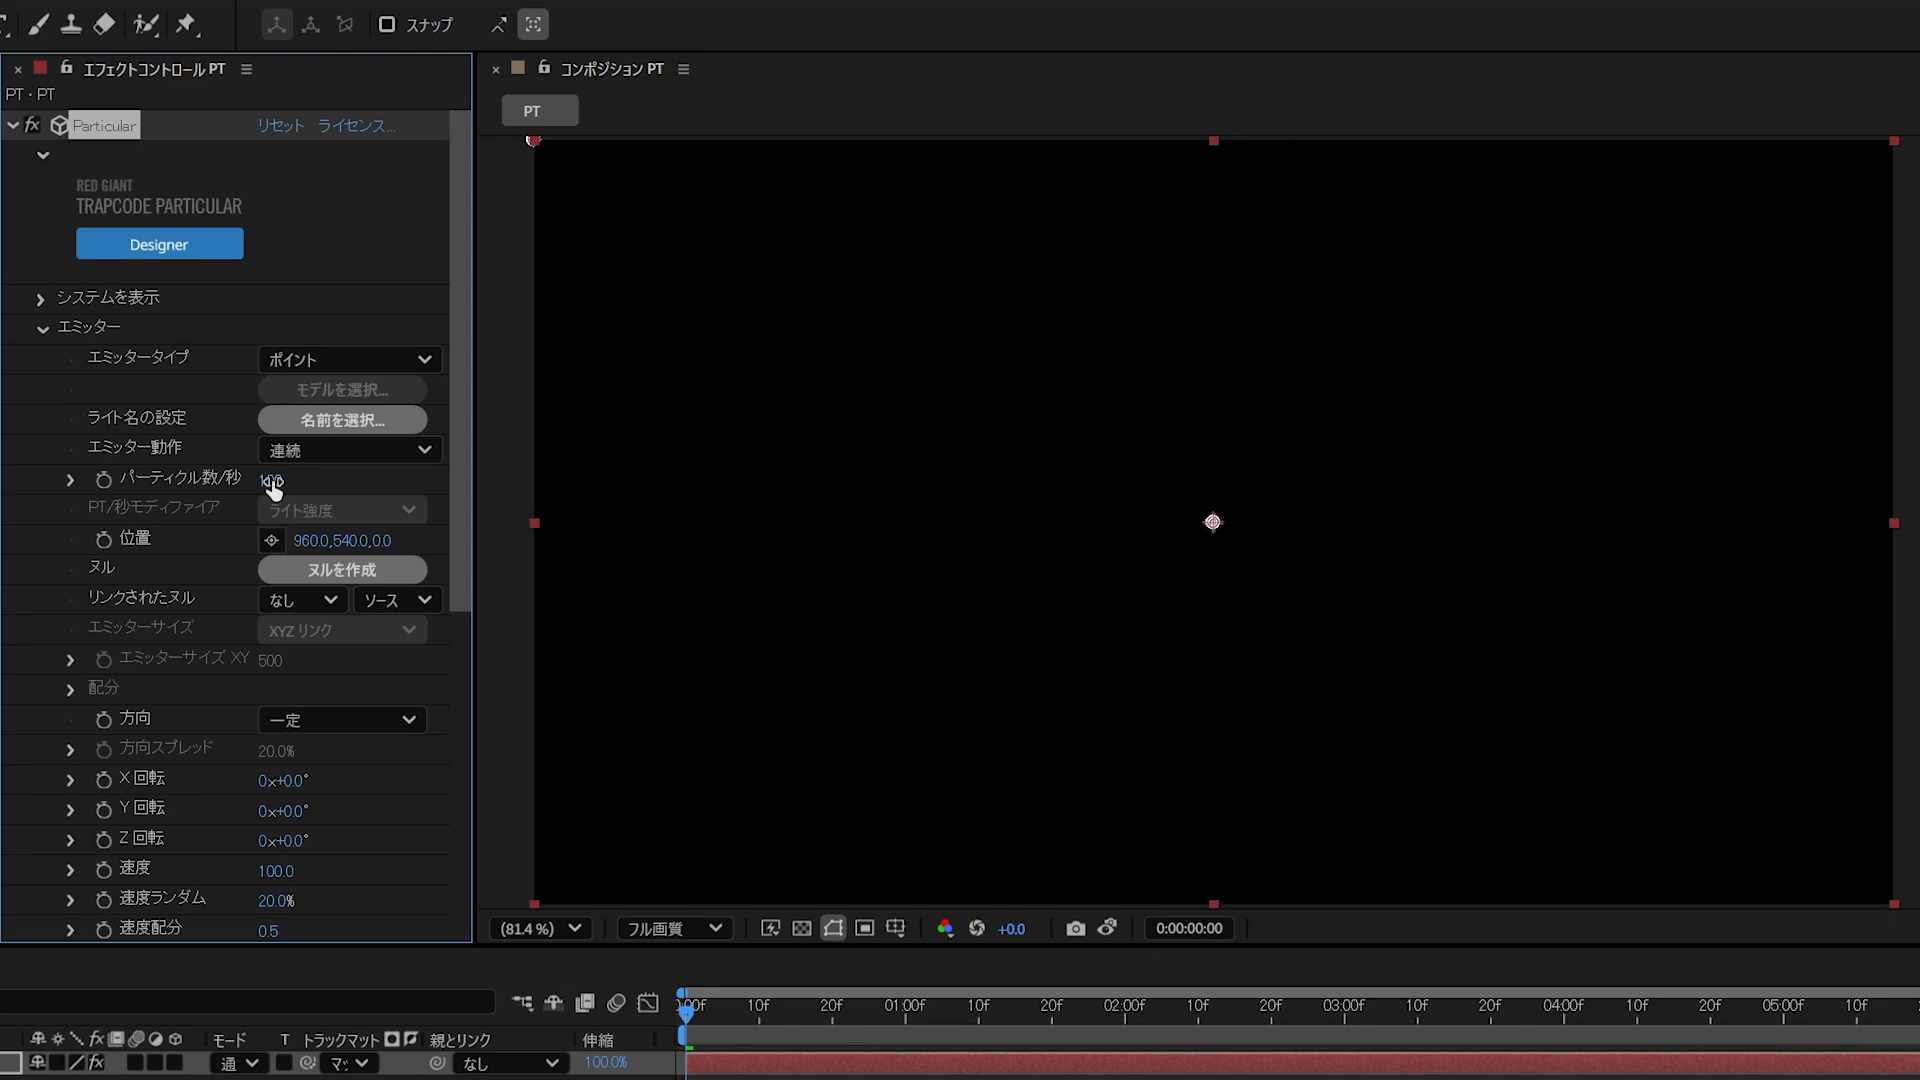 スナップ
エフェクトコントロール PT
コンポジション PT
PT・PT
PT
fx Particular リセット ライセンス...
RED GIANT
TRAPCODE PARTICULAR
Designer
システムを表示
エミッター
エミッタータイプ ポイント
モデルを選択...
ライト名の設定 名前を選択...
エミッター動作 連続
パーティクル数/秒
PT/秒モディファイア ライト強度
位置 960.0,540.0,0.0
ヌル ヌルを作成
リンクされたヌル なし ソース
エミッターサイズ XYZ リンク
エミッターサイズ XY 500
配分
方向 一定
方向スプレッド 20.0%
X 回転 0x+0.0°
Y 回転 0x+0.0°
Z 回転 0x+0.0°
速度 100.0
速度ランダム 20.0%
速度配分 0.5
(81.4 %) フル画質 +0.0 0:00:00:00
10f 20f 01:00f 10f 20f 02:00f 10f 20f 03:00f 10f 20f 04:00f 10f 20f 05:00f 10f
fx モード T トラックマット 親とリンク 伸縮
fx 通 マッ なし 100.0%